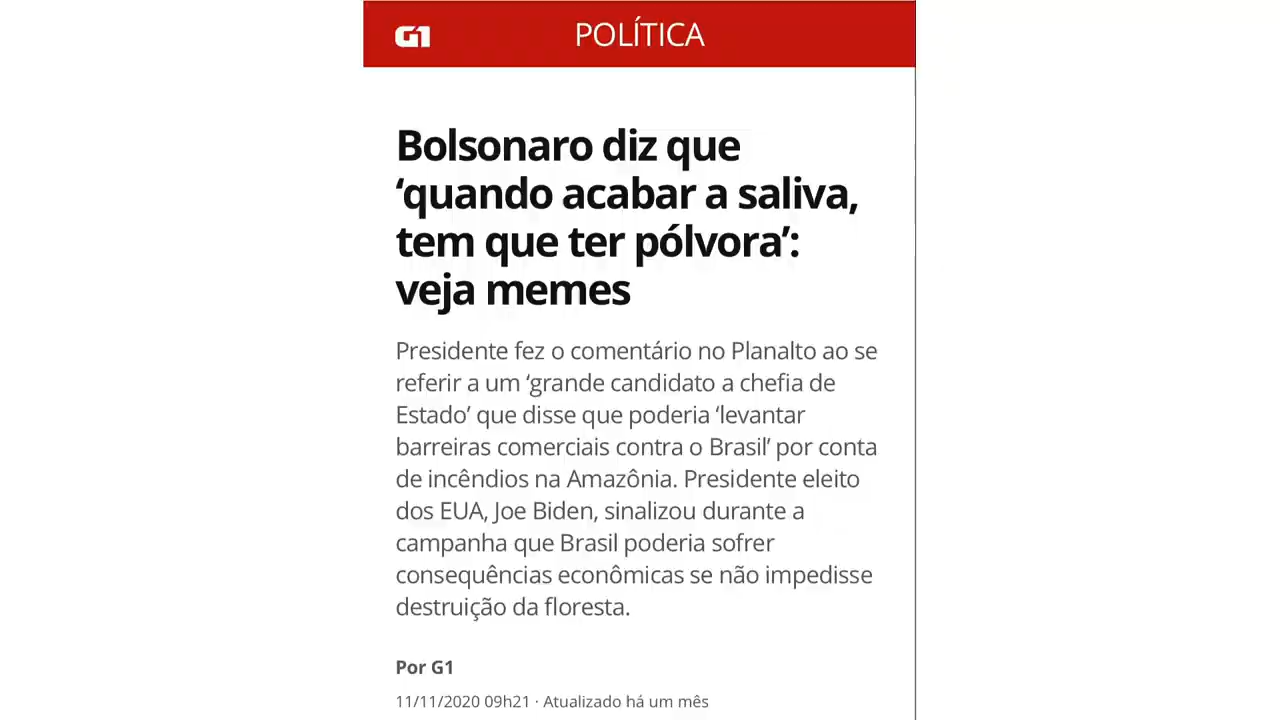 G1
POLÍTICA
Bolsonaro diz que
‘quando acabar a saliva,
tem que ter pólvora’:
veja memes
Presidente fez o comentário no Planalto ao se
referir a um ‘grande candidato a chefia de
Estado’ que disse que poderia ‘levantar
barreiras comerciais contra o Brasil’ por conta
de incêndios na Amazônia. Presidente eleito
dos EUA, Joe Biden, sinalizou durante a
campanha que Brasil poderia sofrer
consequências econômicas se não impedisse
destruição da floresta.
Por G1
11/11/2020 09h21 · Atualizado há um mês